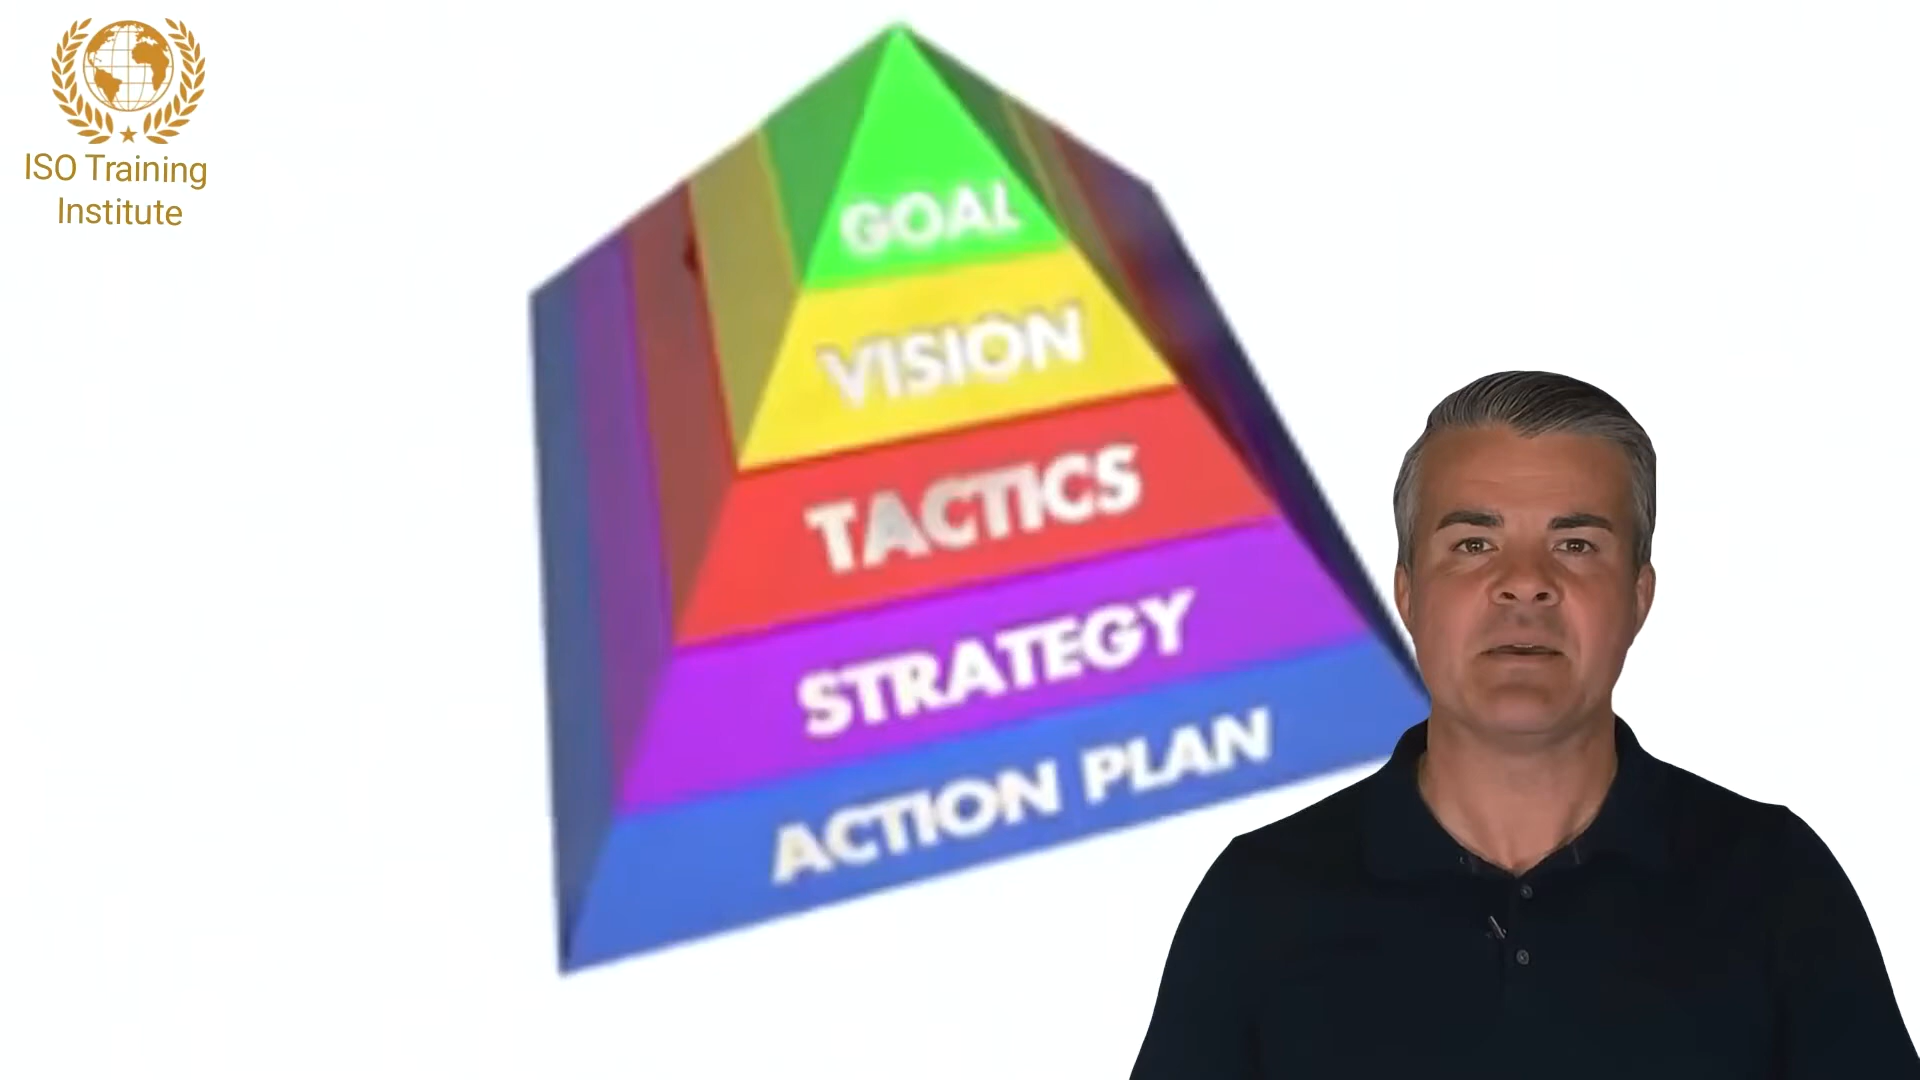 ISO Training
Institute
GOAL
VISION
TACTICS
STRATEGY
ACTION PLAN